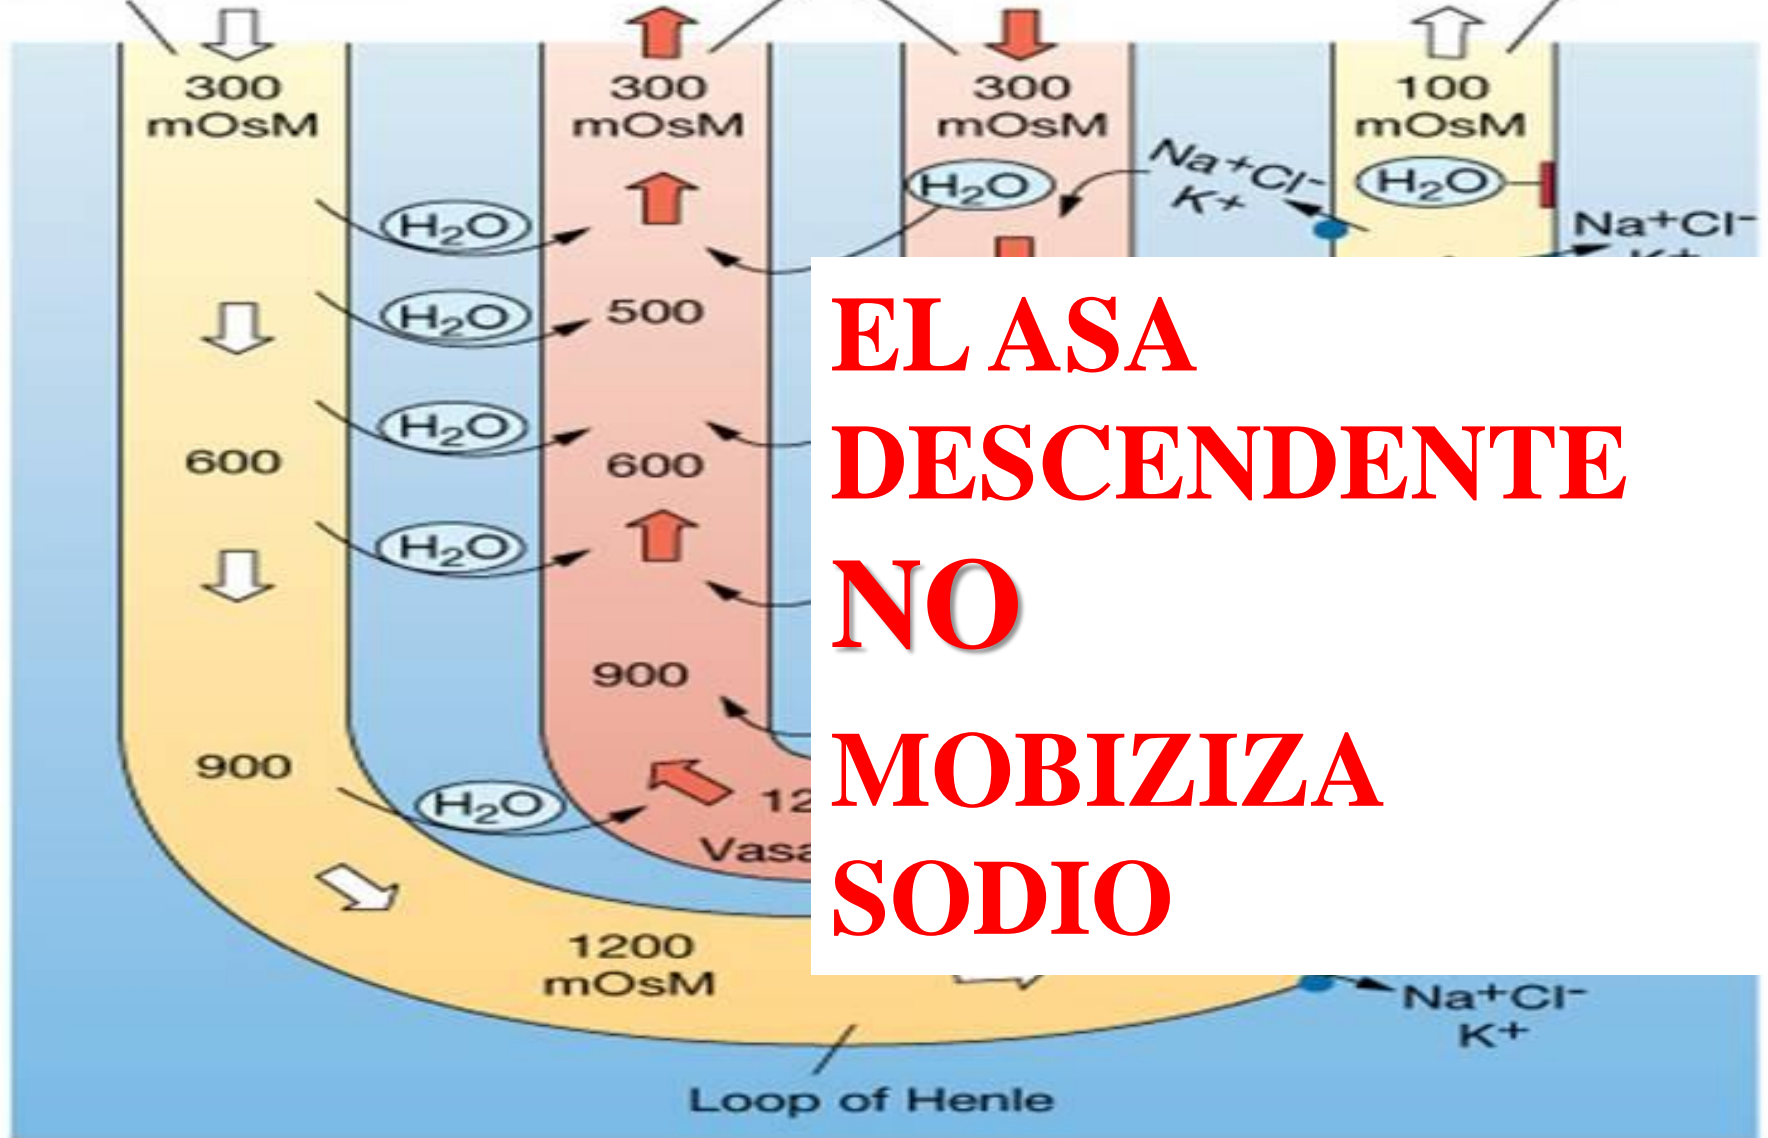 300
mOsM
300
mOsM
300
mOsM
100
mOsM
H₂O
H₂O
Na⁺Cl⁻
K⁺
H₂O
Na⁺Cl⁻
H₂O
500
H₂O
600
600
H₂O
900
900
H₂O
1200
mOsM
EL ASA
DESCENDENTE
NO
MOBIZIZA
SODIO
Na⁺Cl⁻
K⁺
Loop of Henle